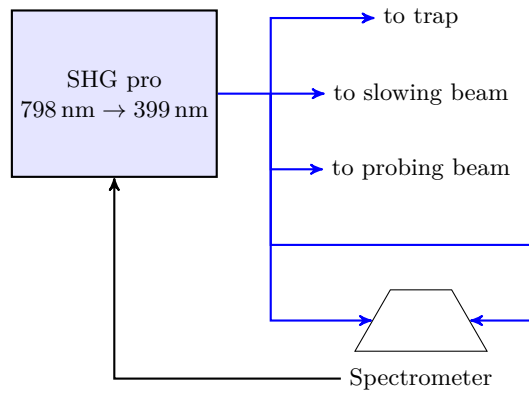 to trap
SHG pro
798 nm → 399 nm
to slowing beam
to probing beam
Spectrometer